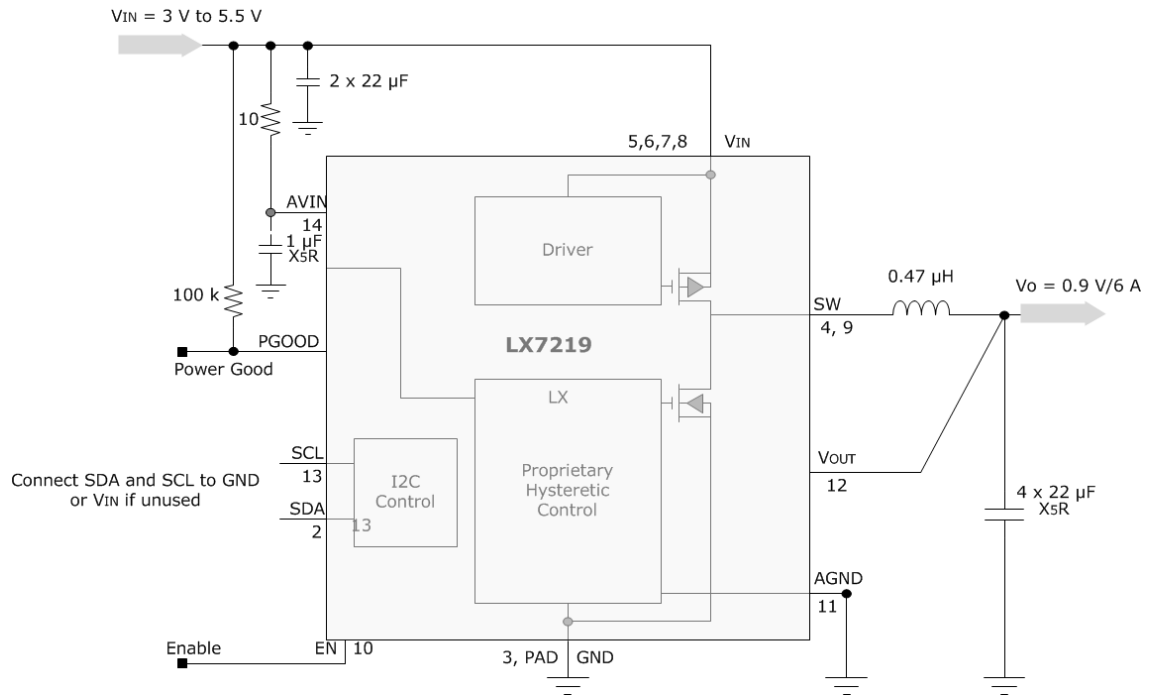 VIN = 3 V to 5.5 V
2 x 22 µF
10
5,6,7,8
VIN
AVIN
14
1 µF
X5R
Driver
100 k
0.47 µH
Vo = 0.9 V/6 A
SW
4, 9
PGOOD
Power Good
LX7219
LX
SCL
13
Connect SDA and SCL to GND
or VIN if unused
I2C
Control
SDA
2
13
Proprietary
Hysteretic
Control
VOUT
12
4 x 22 µF
X5R
AGND
11
Enable
EN
10
3, PAD
GND